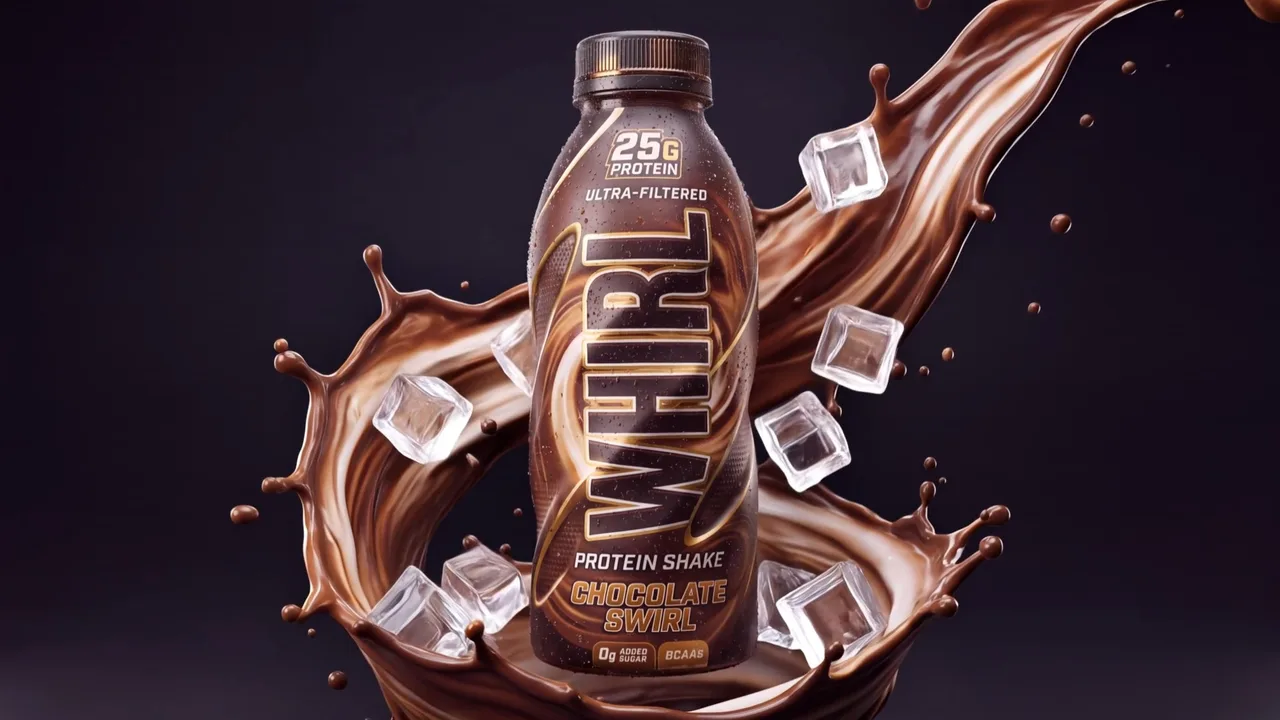 25G
PROTEIN
ULTRA-FILTERED
WHIRL
PROTEIN SHAKE
CHOCOLATE
SWIRL
0g ADDED SUGAR
BCAAs